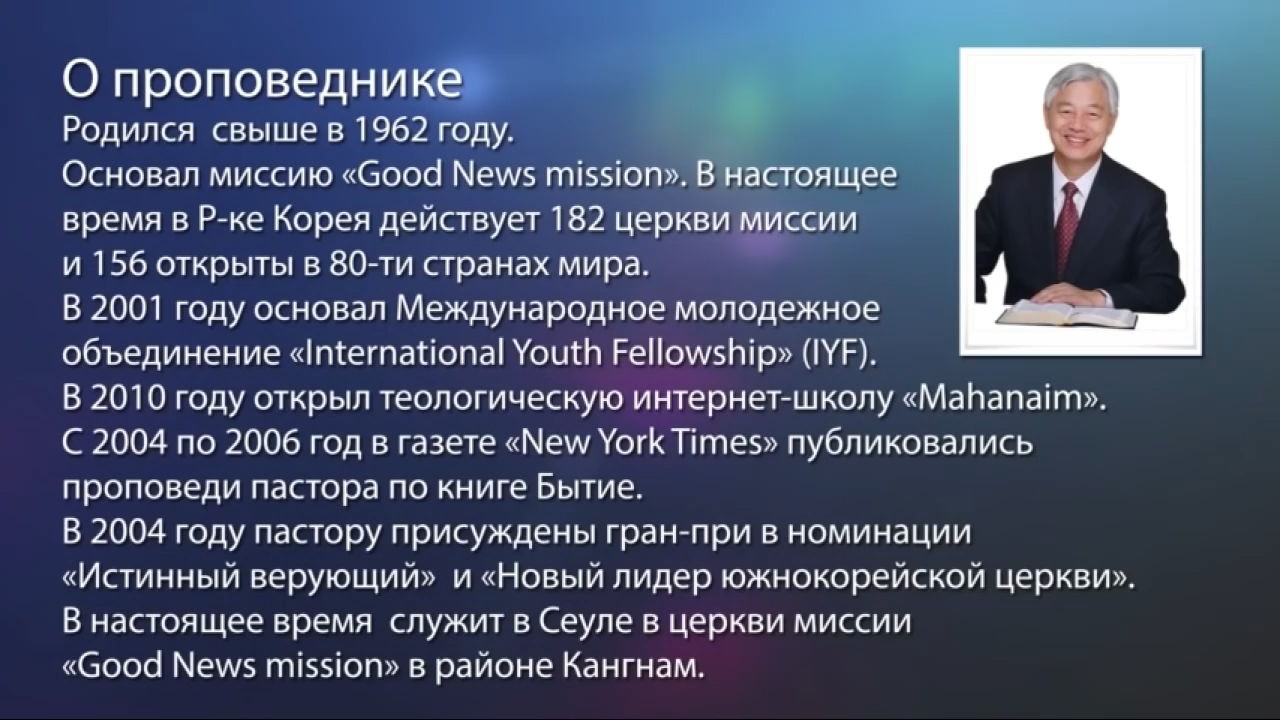 О проповеднике
Родился свыше в 1962 году.
Основал миссию «Good News mission». В настоящее
время в Р-ке Корея действует 182 церкви миссии
и 156 открыты в 80-ти странах мира.
В 2001 году основал Международное молодежное
объединение «International Youth Fellowship» (IYF).
В 2010 году открыл теологическую интернет-школу «Mahanaim».
С 2004 по 2006 год в газете «New York Times» публиковались
проповеди пастора по книге Бытие.
В 2004 году пастору присуждены гран-при в номинации
«Истинный верующий» и «Новый лидер южнокорейской церкви».
В настоящее время служит в Сеуле в церкви миссии
«Good News mission» в районе Кангнам.